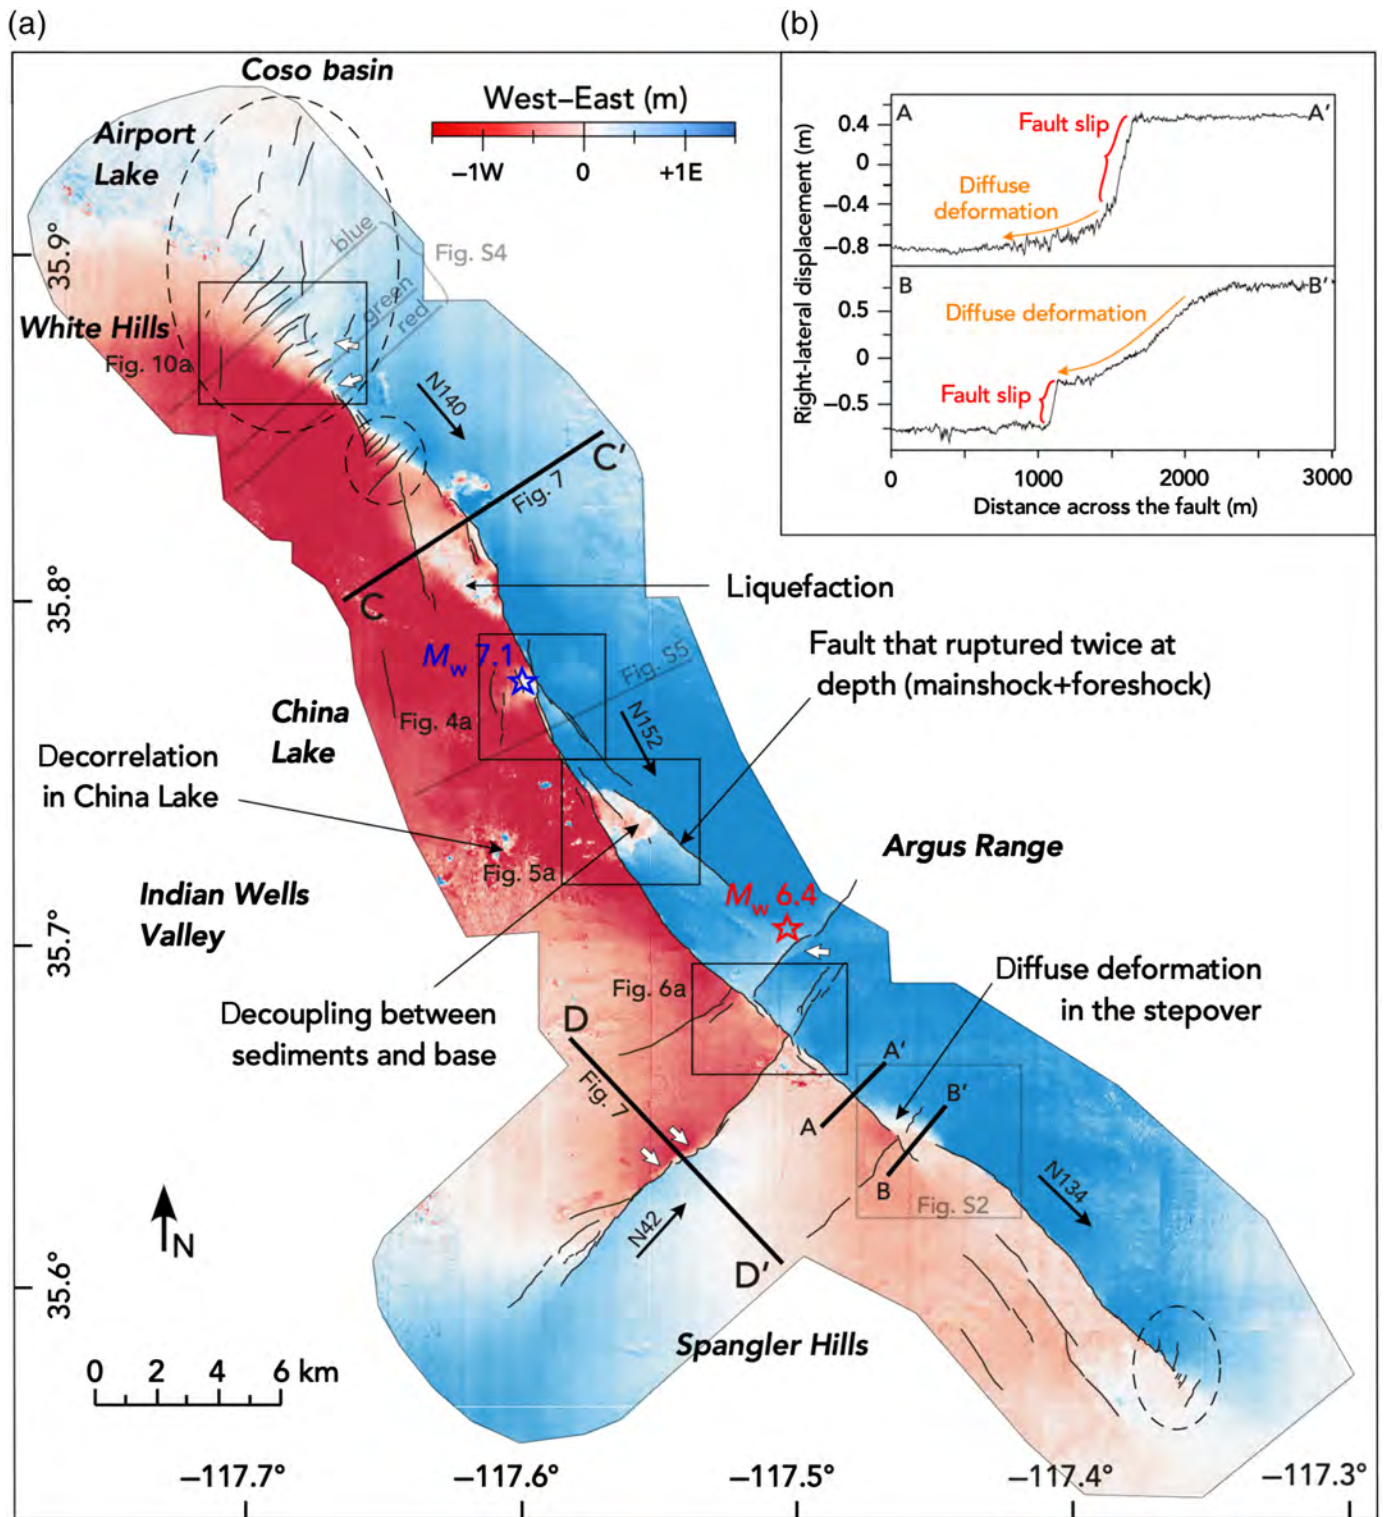 (a)
(b)
Coso basin
West–East (m)
−1W
0
+1E
Airport
Lake
35.9°
blue
Fig. S4
green
red
White Hills
Fig. 10a
N140
C'
Fig. 7
C
Right-lateral displacement (m)
A
A'
0.4
0
−0.4
−0.8
Fault slip
Diffuse
deformation
B
B'
0.5
0
−0.5
Diffuse deformation
Fault slip
0
1000
2000
3000
Distance across the fault (m)
35.8°
Liquefaction
Fault that ruptured twice at
depth (mainshock+foreshock)
Mw 7.1
Fig. S5
Fig. 4a
N152
China
Lake
Decorrelation
in China Lake
Fig. 5a
Argus Range
Indian Wells
Valley
Mw 6.4
35.7°
Fig. 6a
Diffuse deformation
in the stepover
Decoupling between
sediments and base
D
Fig. 7
A'
A
B'
B
Fig. S2
N134
N42
D'
N
35.6°
Spangler Hills
0 2 4 6 km
−117.7°
−117.6°
−117.5°
−117.4°
−117.3°